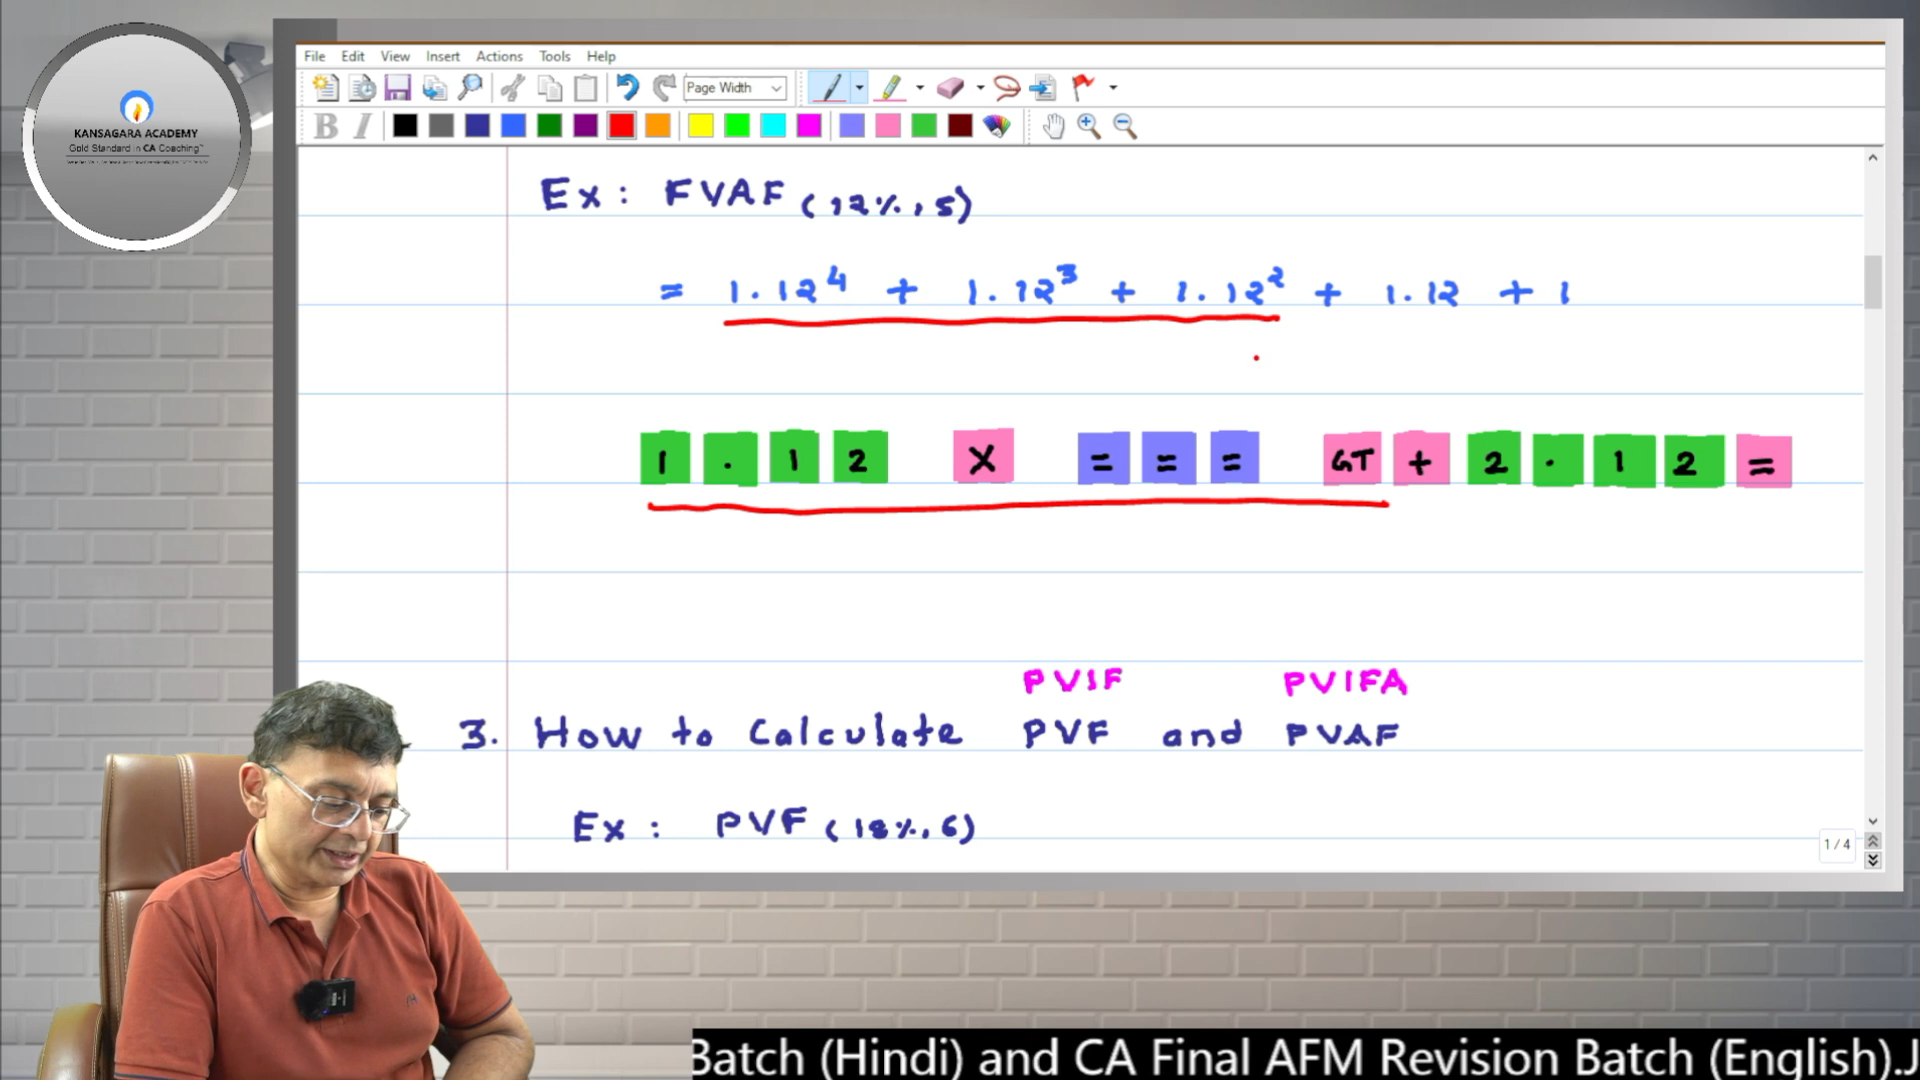 KANSAGARA ACADEMY
Gold Standard in CA Coaching™
File Edit View Insert Actions Tools Help
Page Width
B I
Ex : FVAF (12%, 5)
= 1.12⁴ + 1.12³ + 1.12² + 1.12 + 1
1 . 1 2 X = = = GT + 2 . 1 2 =
PVIF PVIFA
3. How to Calculate PVF and PVAF
Ex : PVF (18%, 6)
1 / 4
Batch (Hindi) and CA Final AFM Revision Batch (English).J